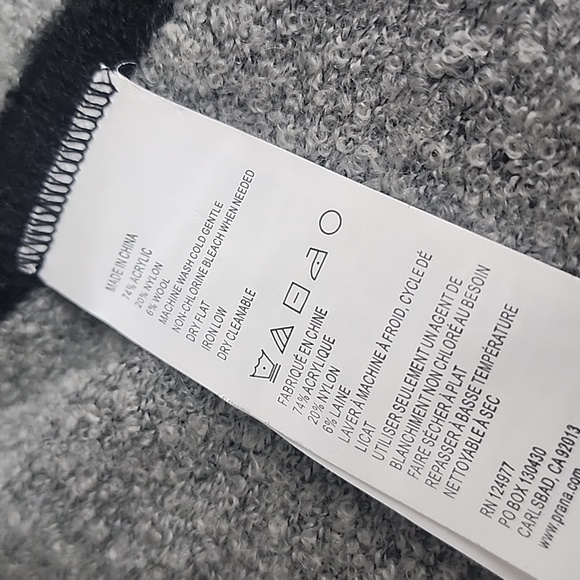 MADE IN CHINA
74% ACRYLIC
20% NYLON
6% WOOL
MACHINE WASH COLD GENTLE
NON-CHLORINE BLEACH WHEN NEEDED
DRY FLAT
IRON LOW
DRY CLEANABLE
FABRIQUÉ EN CHINE
74% ACRYLIQUE
20% NYLON
6% LAINE
LAVER À MACHINE À FROID, CYCLE DÉ
LICAT
UTILISER SEULEMENT UN AGENT DE
BLANCHIMENT NON CHLORÉ AU BESOIN
FAIRE SÉCHER À PLAT
REPASSER À BASSE TEMPÉRATURE
NETTOYABLE À SEC
RN 124977
PO BOX 130450
CARLSBAD, CA 92013
www.prana.com